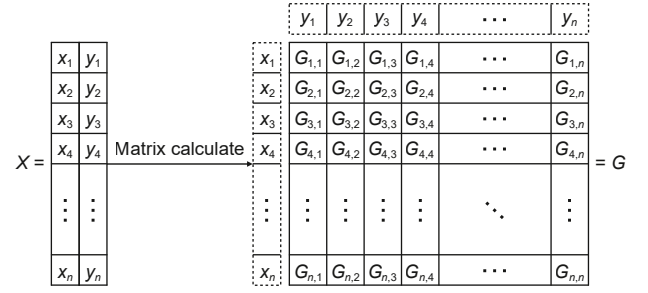 y₁ y₂ y₃ y₄ ⋯ yₙ
x₁ y₁ x₁ G₁,₁ G₁,₂ G₁,₃ G₁,₄ ⋯ G₁,ₙ
x₂ y₂ x₂ G₂,₁ G₂,₂ G₂,₃ G₂,₄ ⋯ G₂,ₙ
x₃ y₃ x₃ G₃,₁ G₃,₂ G₃,₃ G₃,₄ ⋯ G₃,ₙ
x₄ y₄ Matrix calculate x₄ G₄,₁ G₄,₂ G₄,₃ G₄,₄ ⋯ G₄,ₙ
X = = G
⋮ ⋮ ⋮ ⋮ ⋮ ⋮ ⋮ ⋱ ⋮
xₙ yₙ xₙ Gₙ,₁ Gₙ,₂ Gₙ,₃ Gₙ,₄ ⋯ Gₙ,ₙ